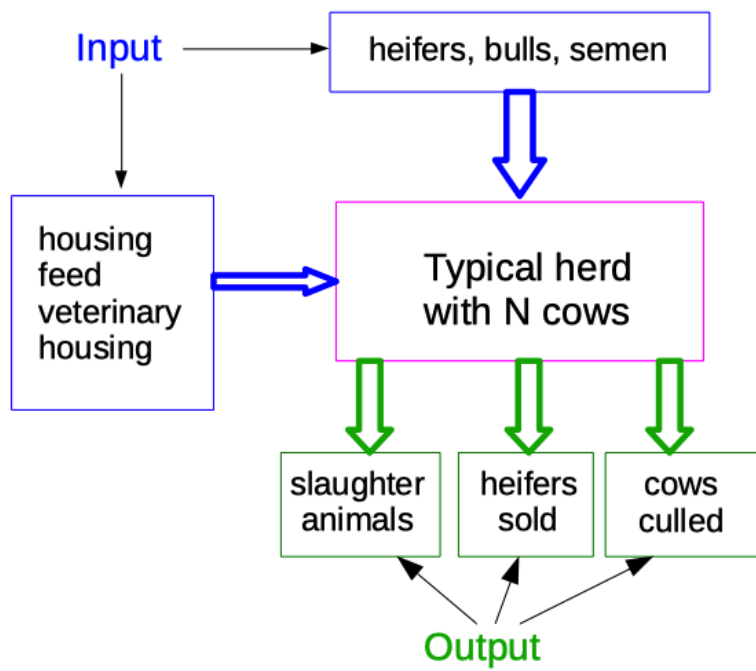 Input
heifers, bulls, semen
housing
feed
veterinary
housing
Typical herd
with N cows
slaughter
animals
heifers
sold
cows
culled
Output